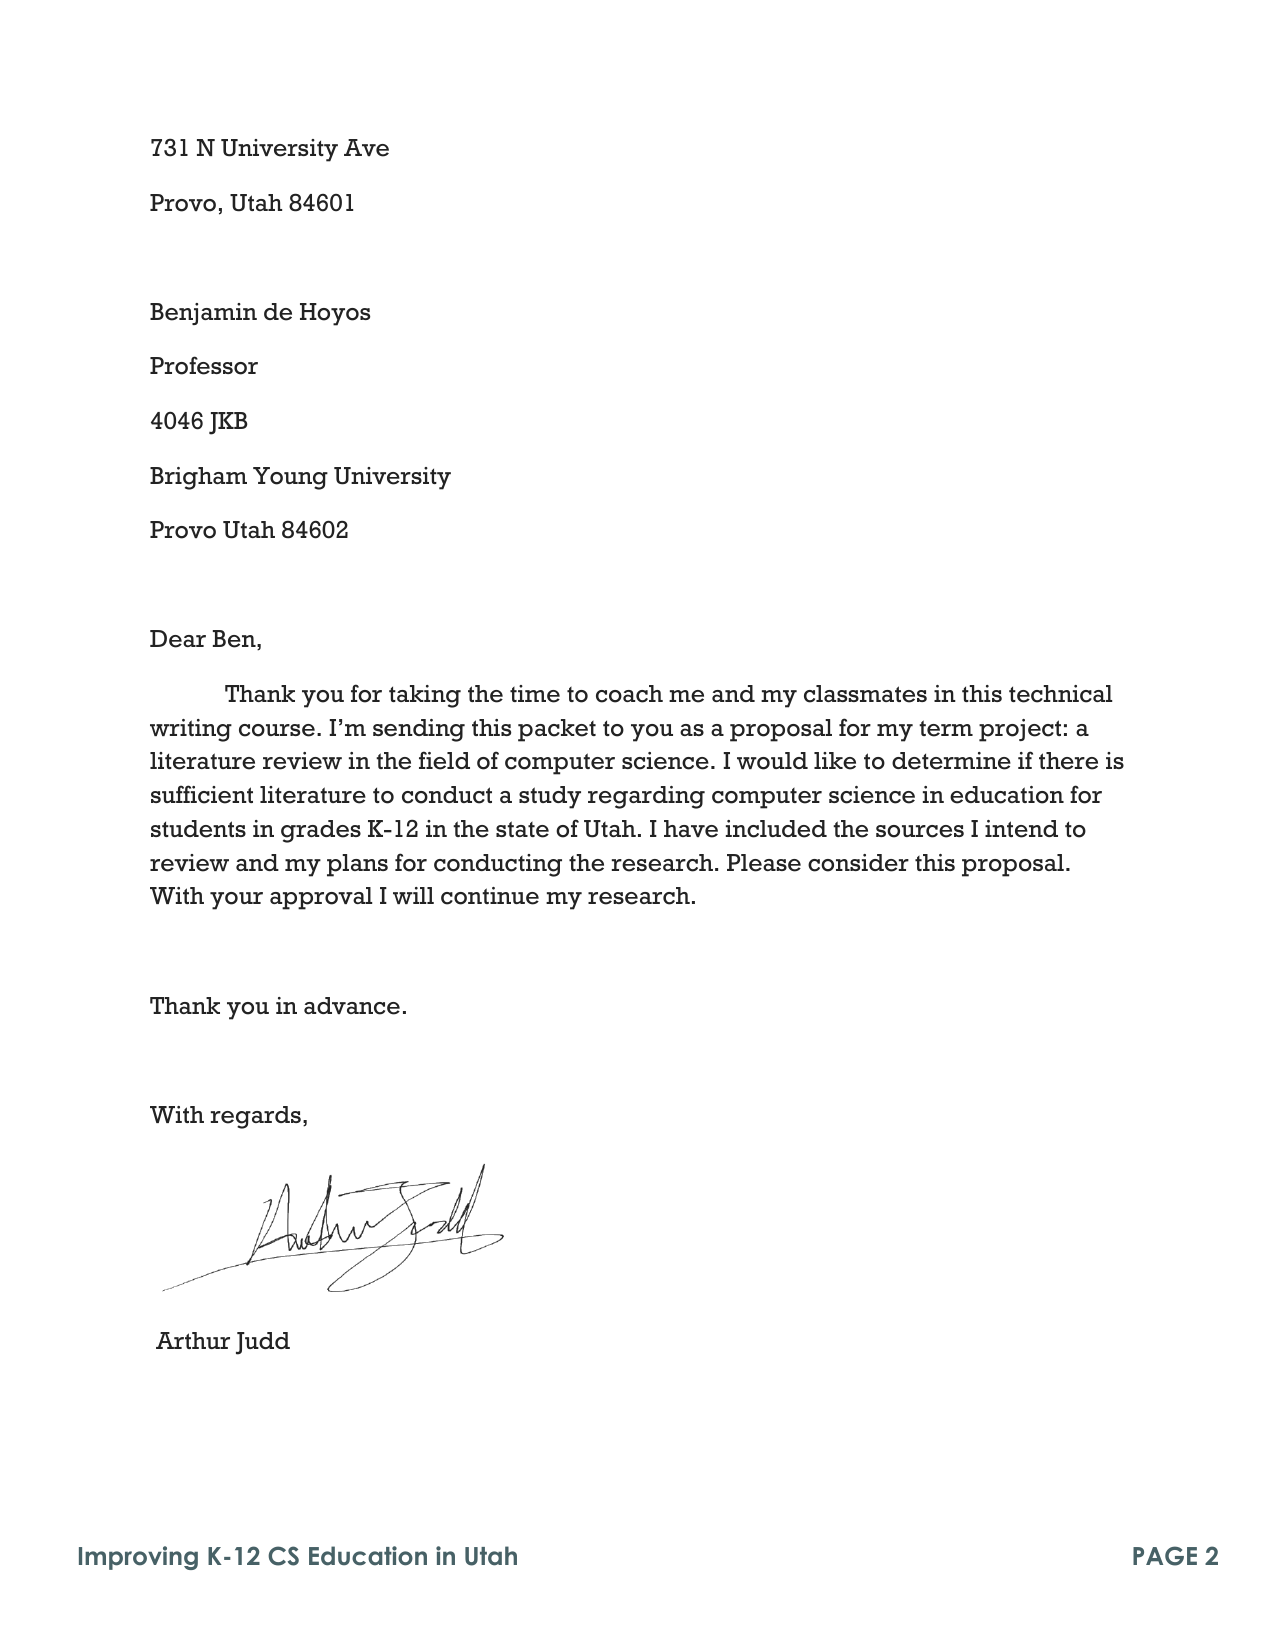 731 N University Ave
Provo, Utah 84601
Benjamin de Hoyos
Professor
4046 JKB
Brigham Young University
Provo Utah 84602
Dear Ben,
Thank you for taking the time to coach me and my classmates in this technical
writing course. I’m sending this packet to you as a proposal for my term project: a
literature review in the field of computer science. I would like to determine if there is
sufficient literature to conduct a study regarding computer science in education for
students in grades K-12 in the state of Utah. I have included the sources I intend to
review and my plans for conducting the research. Please consider this proposal.
With your approval I will continue my research.
Thank you in advance.
With regards,
Arthur Judd
Arthur Judd
Improving K-12 CS Education in Utah PAGE 2